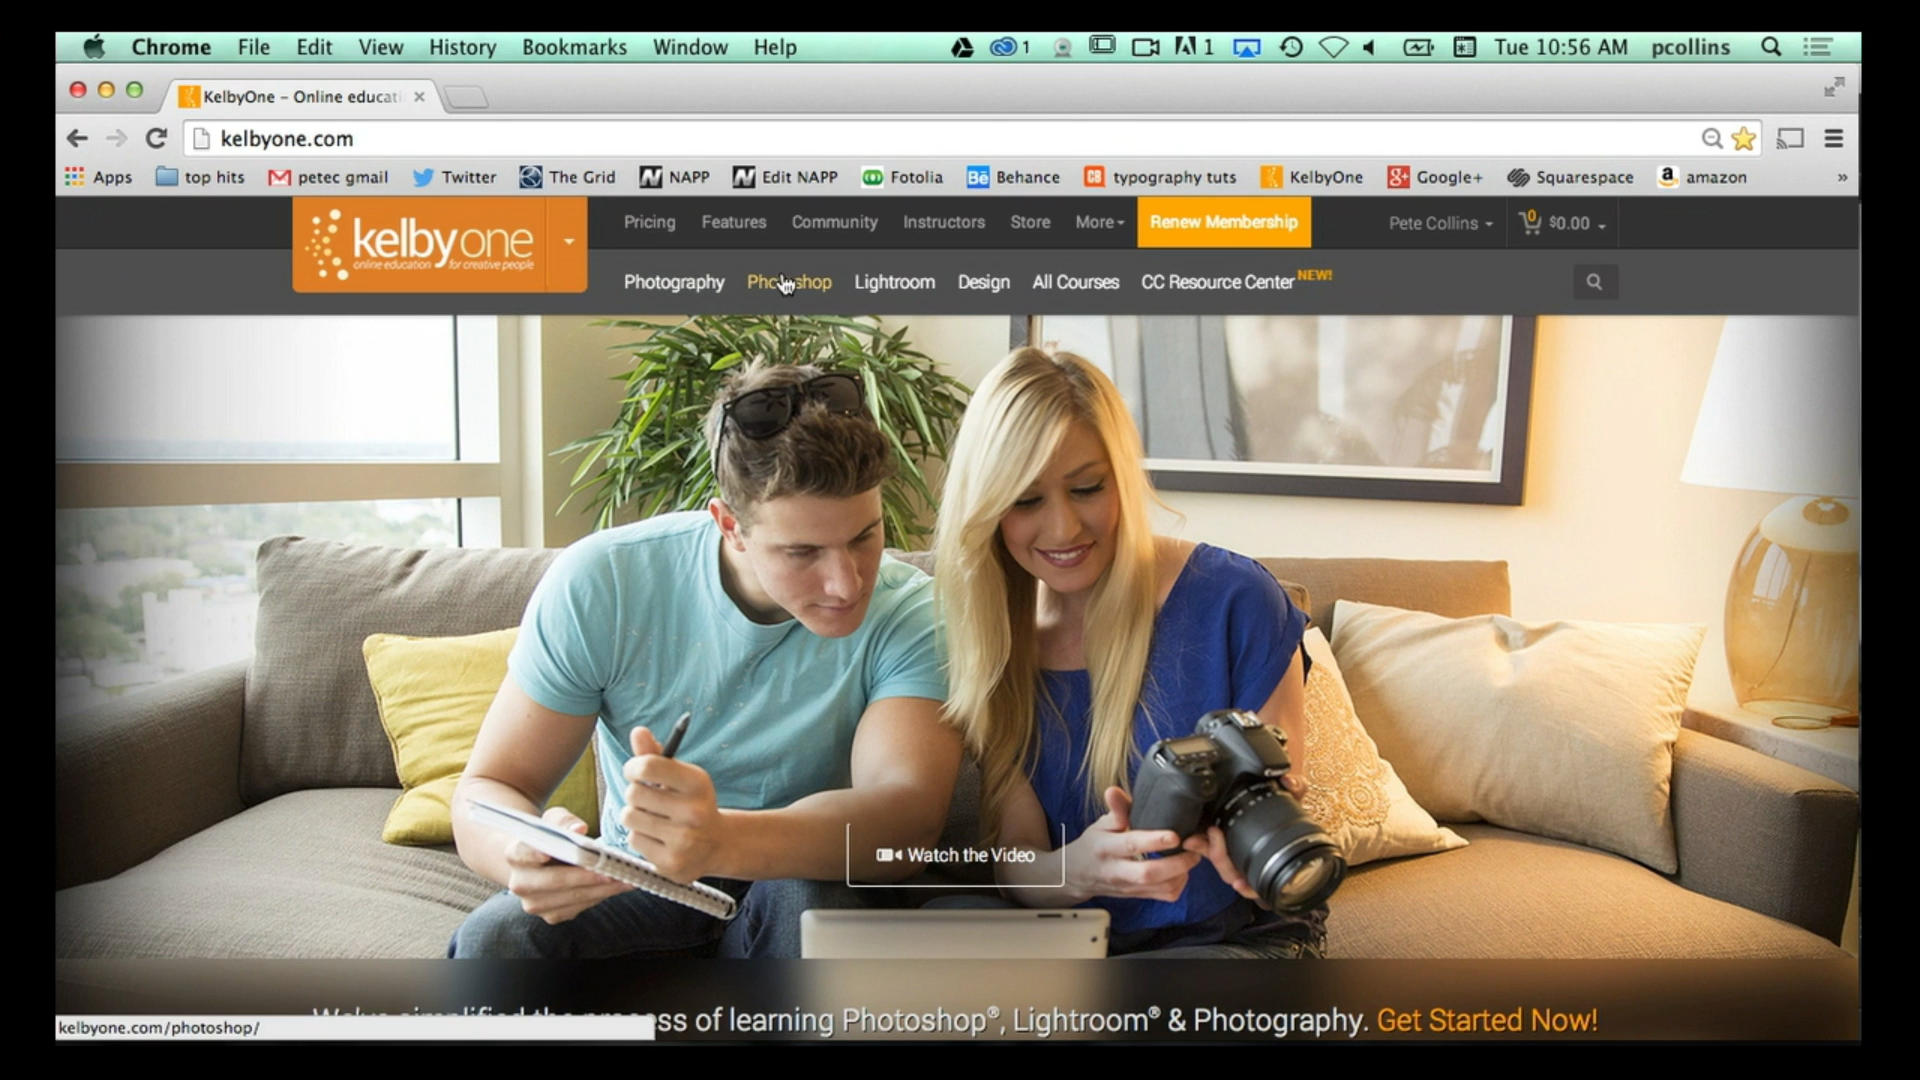 Chrome File Edit View History Bookmarks Window Help 1 1 Tue 10:56 AM pcollins
KelbyOne – Online educati
kelbyone.com
Apps top hits petec gmail Twitter The Grid NAPP Edit NAPP Fotolia Behance typography tuts KelbyOne Google+ Squarespace amazon »
Pricing Features Community Instructors Store More Renew Membership Pete Collins 0 $0.00
kelbyone
online education for creative people
Photography Photoshop Lightroom Design All Courses CC Resource Center NEW!
Watch the Video
ss of learning Photoshop®, Lightroom® & Photography. Get Started Now!
kelbyone.com/photoshop/